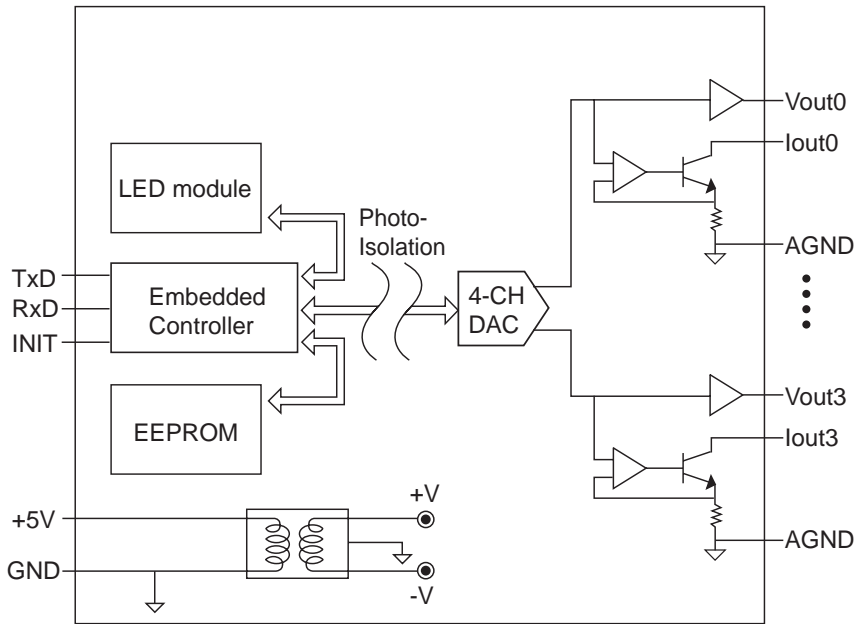 Vout0
Iout0
LED module
Photo-
Isolation
AGND
TxD
RxD
INIT
Embedded
Controller
4-CH
DAC
Vout3
EEPROM
Iout3
+V
+5V
AGND
GND
-V